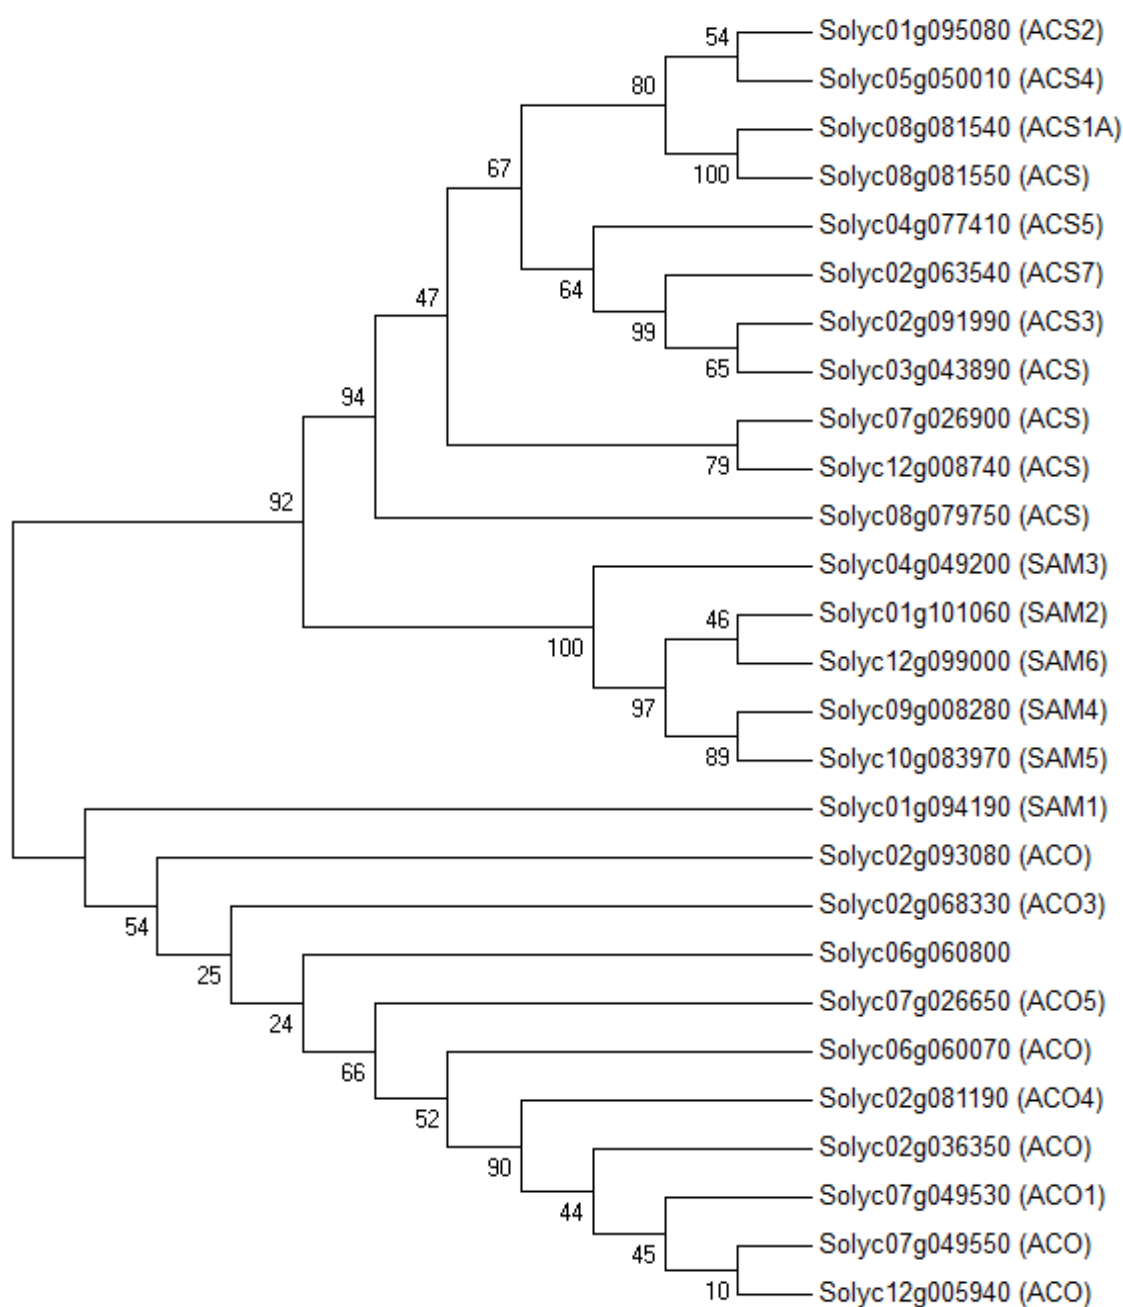 54
Solyc01g095080 (ACS2)
80
Solyc05g050010 (ACS4)
Solyc08g081540 (ACS1A)
67
100
Solyc08g081550 (ACS)
Solyc04g077410 (ACS5)
64
Solyc02g063540 (ACS7)
47
99
Solyc02g091990 (ACS3)
65
Solyc03g043890 (ACS)
94
Solyc07g026900 (ACS)
79
Solyc12g008740 (ACS)
92
Solyc08g079750 (ACS)
Solyc04g049200 (SAM3)
100
46
Solyc01g101060 (SAM2)
Solyc12g099000 (SAM6)
97
Solyc09g008280 (SAM4)
89
Solyc10g083970 (SAM5)
Solyc01g094190 (SAM1)
Solyc02g093080 (ACO)
54
Solyc02g068330 (ACO3)
25
Solyc06g060800
24
Solyc07g026650 (ACO5)
66
Solyc06g060070 (ACO)
52
Solyc02g081190 (ACO4)
90
Solyc02g036350 (ACO)
44
Solyc07g049530 (ACO1)
45
Solyc07g049550 (ACO)
10
Solyc12g005940 (ACO)